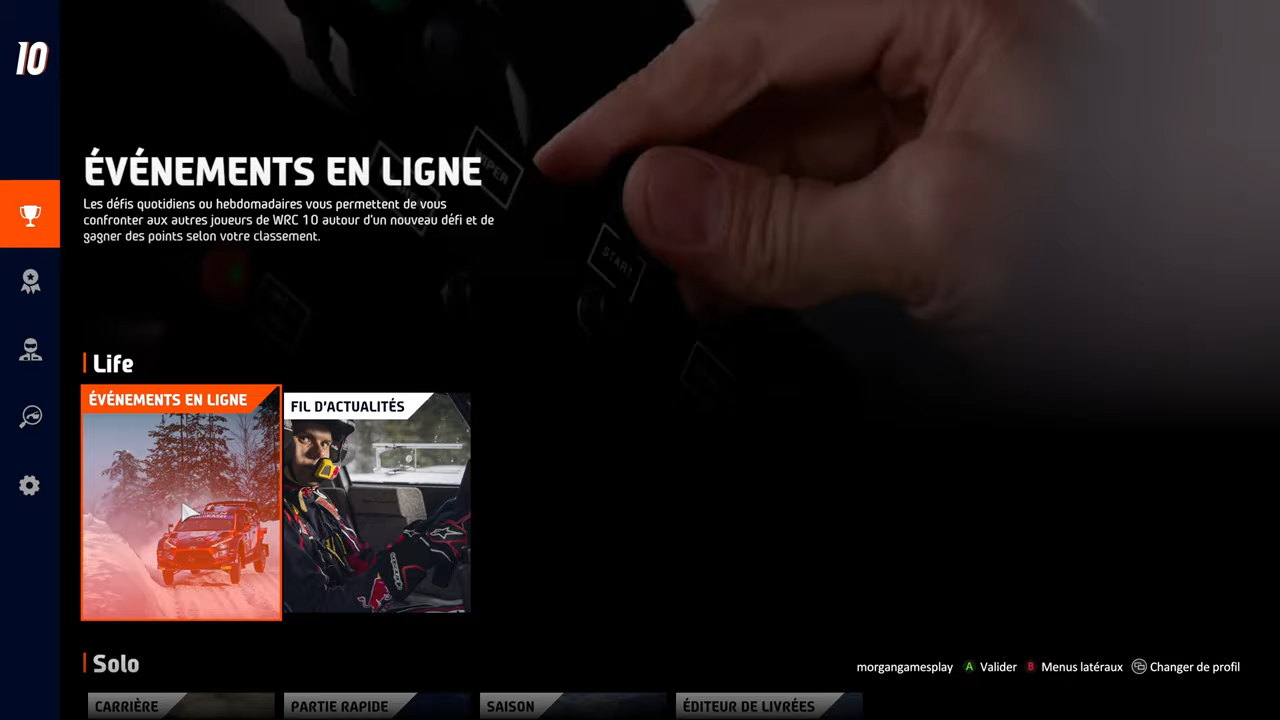 10
ÉVÉNEMENTS EN LIGNE
Les défis quotidiens ou hebdomadaires vous permettent de vous
confronter aux autres joueurs de WRC 10 autour d'un nouveau défi et de
gagner des points selon votre classement.
WIPER
START
Life
ÉVÉNEMENTS EN LIGNE
FIL D'ACTUALITÉS
Solo
morgangamesplay A Valider B Menus latéraux Changer de profil
CARRIÈRE
PARTIE RAPIDE
SAISON
ÉDITEUR DE LIVRÉES